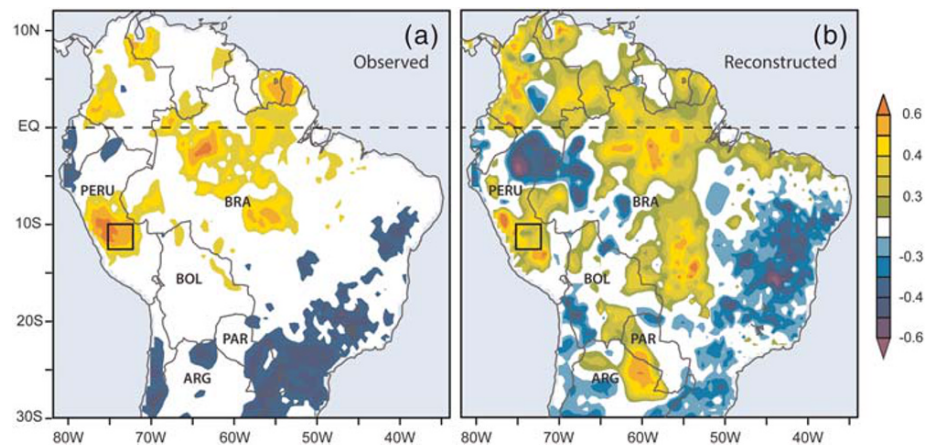 (a)
Observed
10N
EQ
10S
20S
30S
PERU
BRA
BOL
PAR
ARG
80W
70W
60W
50W
40W
(b)
Reconstructed
PERU
BRA
BOL
PAR
ARG
80W
70W
60W
50W
40W
0.6
0.4
0.3
-0.3
-0.4
-0.6